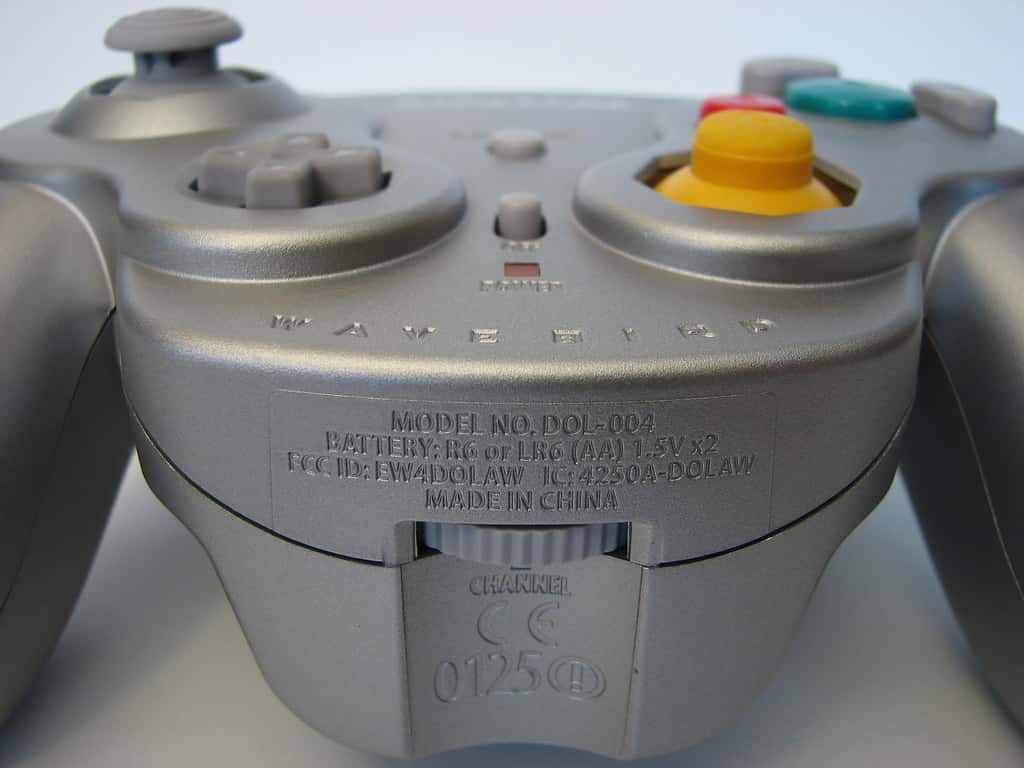 POWER
WAVEBIRD
MODEL NO. DOL-004
BATTERY: R6 or LR6 (AA) 1.5V x2
FCC ID: EW4DOLAW IC: 4250A-DOLAW
MADE IN CHINA
CHANNEL
CE
0125